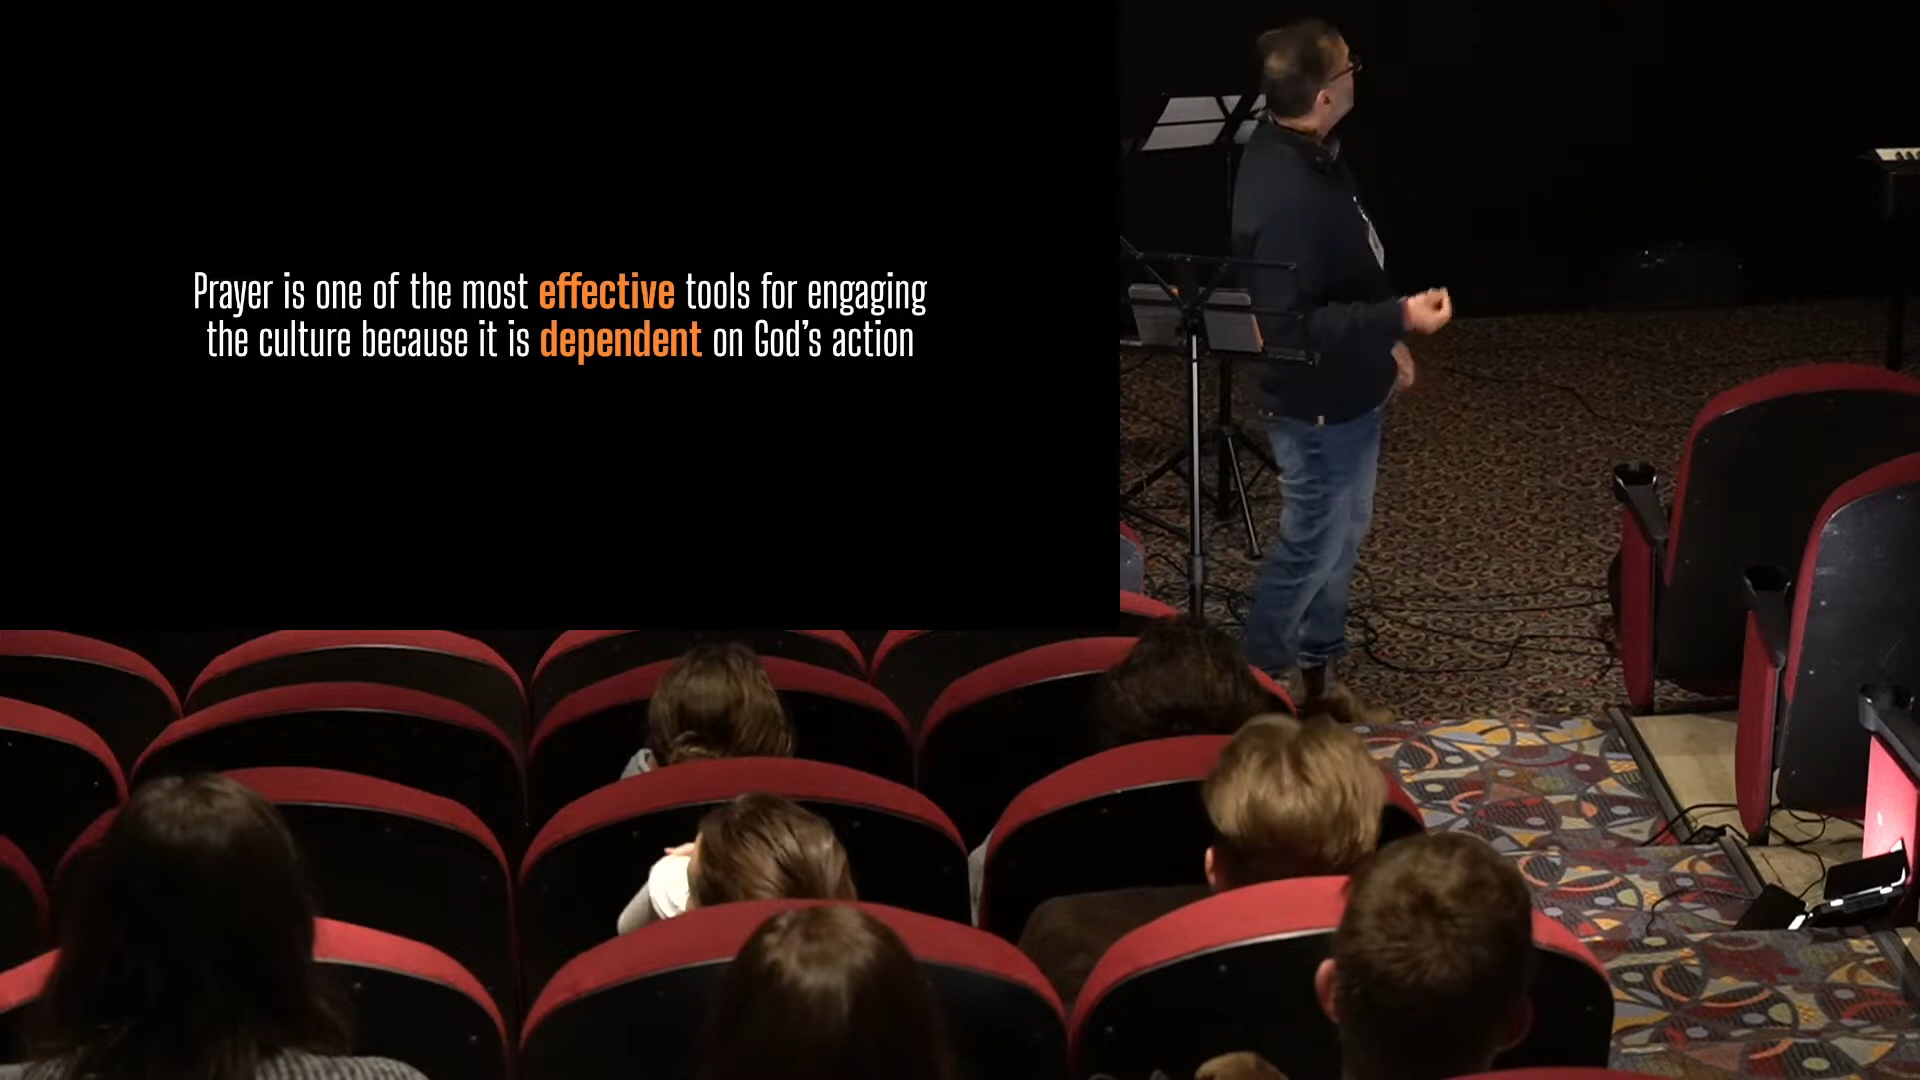 Prayer is one of the most effective tools for engaging
the culture because it is dependent on God's action